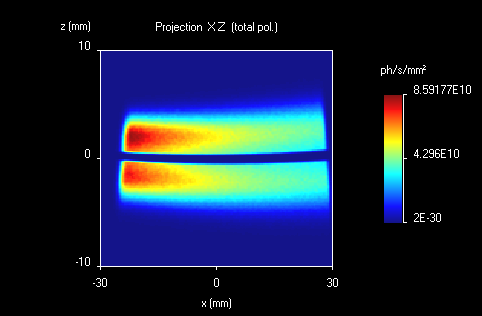 z (mm)
Projection XZ (total pol.)
10
ph/s/mm²
8.59177E10
0
4.296E10
2E-30
-10
-30
0
30
x (mm)